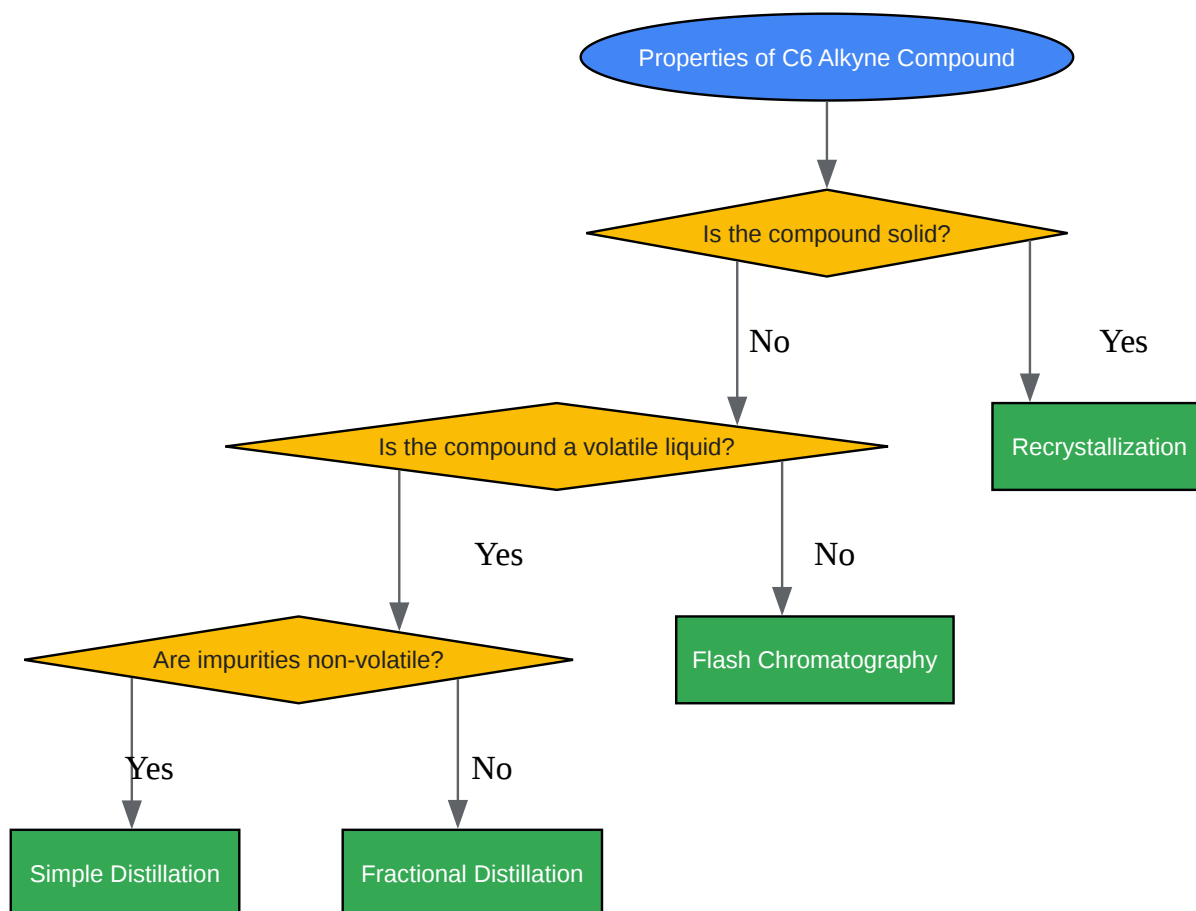 Properties of C6 Alkyne Compound
Is the compound solid?
No
Yes
Is the compound a volatile liquid?
Recrystallization
Yes
No
Are impurities non-volatile?
Flash Chromatography
Yes
No
Simple Distillation
Fractional Distillation